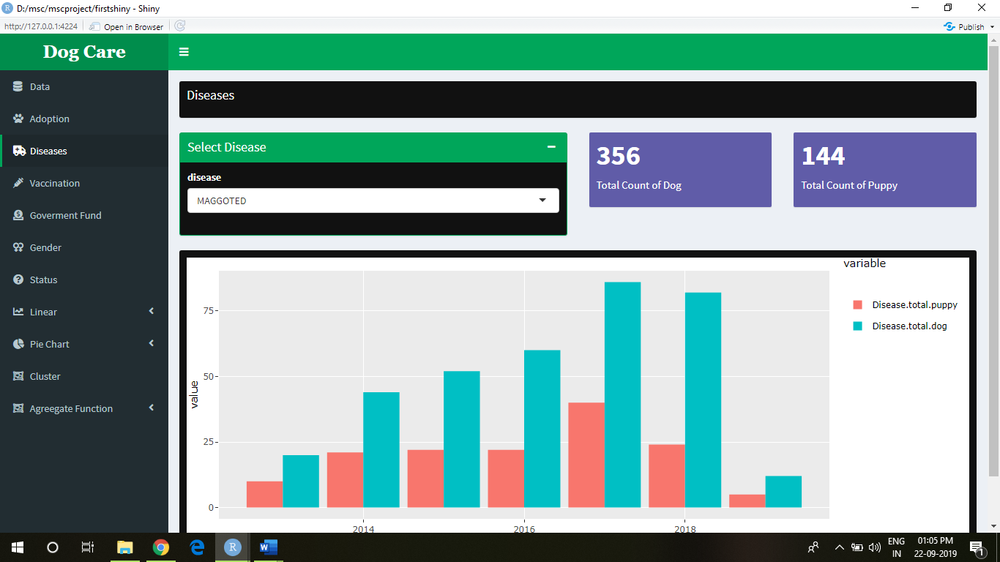 D:/msc/mscproject/firstshiny - Shiny
http://127.0.0.1:4224 Open in Browser Publish
Dog Care
Data
Adoption
Diseases
Vaccination
Goverment Fund
Gender
Status
Linear
Pie Chart
Cluster
Agreegate Function
Diseases
Select Disease
disease
MAGGOTED
356
Total Count of Dog
144
Total Count of Puppy
variable
Disease.total.puppy
Disease.total.dog
value
75
50
25
0
2014 2016 2018
ENG
IN
01:05 PM
22-09-2019
1